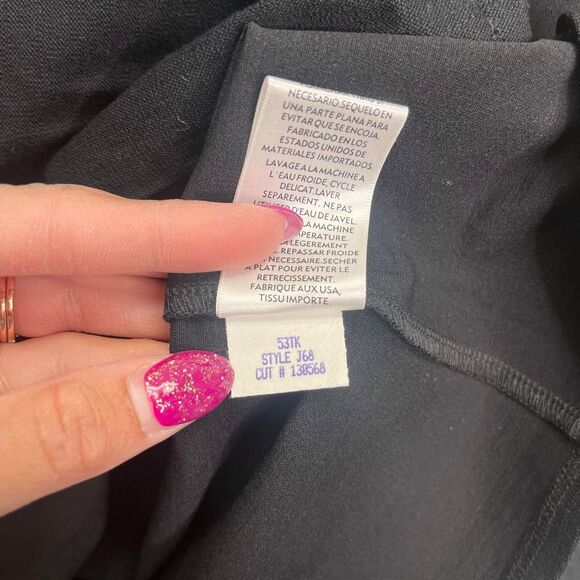 NECESARIO.SEQUELO EN
UNA PARTE PLANA PARA
EVITAR QUE SE ENCOJA.
FABRICADO EN LOS
ESTADOS UNIDOS DE
MATERIALES IMPORTADOS.
LAVAGE A LA MACHINE A
L´EAU FROIDE, CYCLE
DELICAT.LAVER
SEPAREMENT. NE PAS
D'EAU DE JAVEL.
LA MACHINE
LEGEREMENT
REPASSAR FROIDE
NECESSAIRE.SECHER
A PLAT POUR EVITER LE
RETRECISSEMENT.
FABRIQUE AUX USA,
TISSU IMPORTE.
53TK
STYLE J68
CUT # 130568